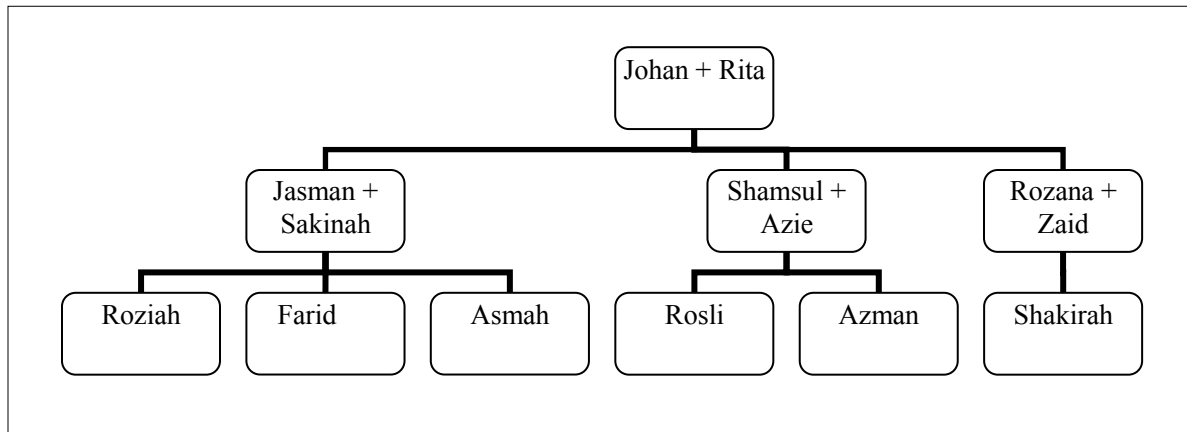 Johan + Rita
Jasman +
Sakinah
Shamsul +
Azie
Rozana +
Zaid
Roziah
Farid
Asmah
Rosli
Azman
Shakirah